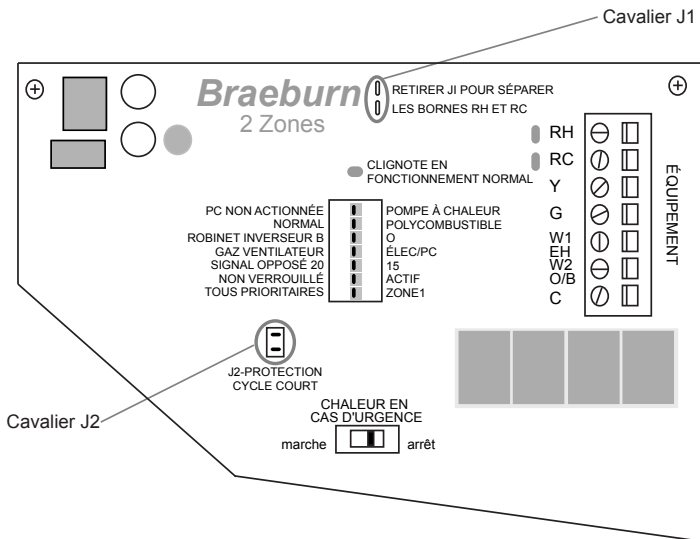 Cavalier J1
Braeburn
2 Zones
RETIRER JI POUR SÉPARER
LES BORNES RH ET RC
CLIGNOTE EN
FONCTIONNEMENT NORMAL
RH
RC
Y
G
W1
EH
W2
O/B
C
ÉQUIPEMENT
PC NON ACTIONNÉE
POMPE À CHALEUR
NORMAL
POLYCOMBUSTIBLE
ROBINET INVERSEUR B
O
GAZ VENTILATEUR
ÉLEC/PC
SIGNAL OPPOSÉ 20
15
NON VERROUILLÉ
ACTIF
TOUS PRIORITAIRES
ZONE1
J2-PROTECTION
CYCLE COURT
Cavalier J2
CHALEUR EN
CAS D'URGENCE
marche
arrêt